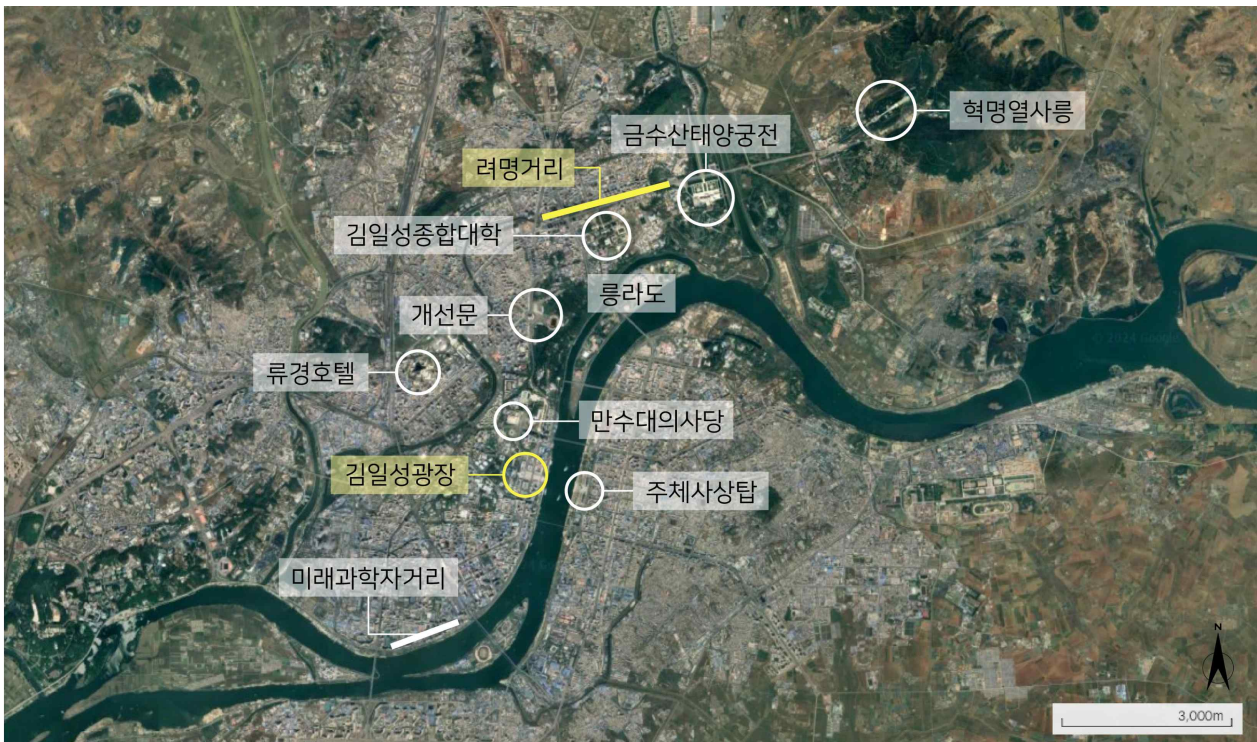 혁명열사릉
금수산태양궁전
려명거리
김일성종합대학
릉라도
개선문
© 2024 Google
류경호텔
만수대의사당
김일성광장
주체사상탑
미래과학자거리
N
3,000m